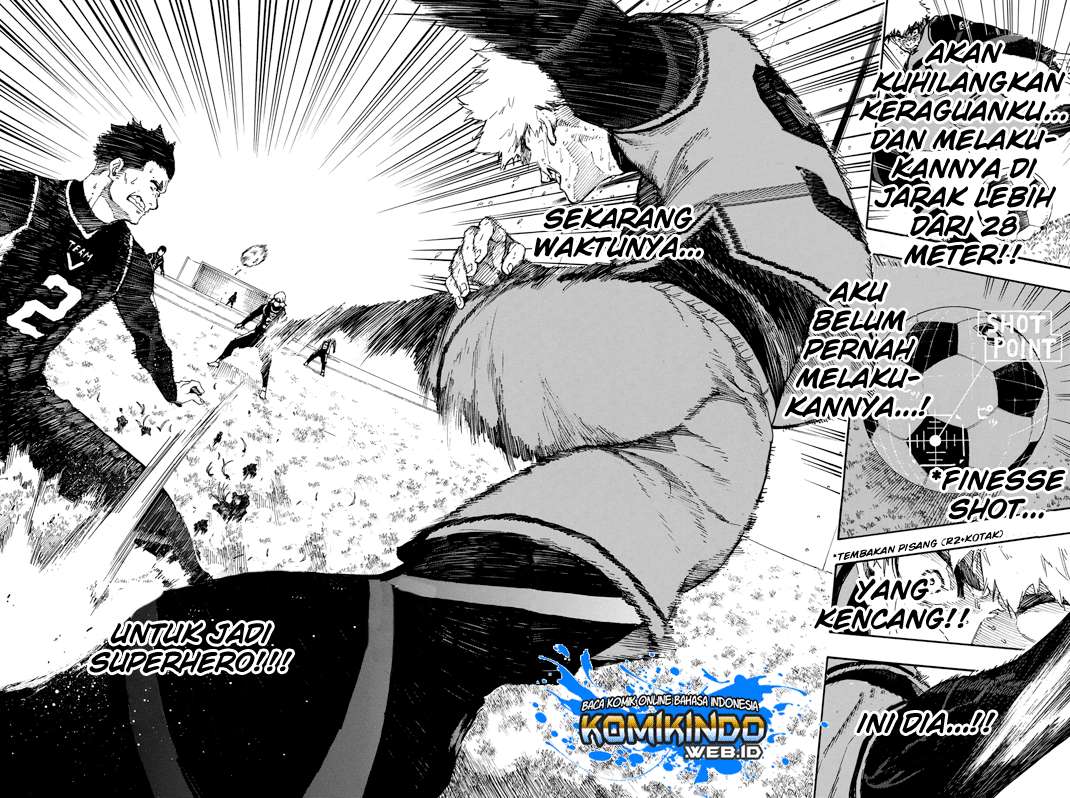 AKAN
KUHILANGKAN
KERAGUANKU...
DAN MELAKU-
KANNYA DI
JARAK LEBIH
DARI 28
METER!!
AKU
BELUM
PERNAH
MELAKU-
KANNYA...!
SHOT
POINT
*FINESSE
SHOT...
*TEMBAKAN PISANG (R2+KOTAK)
YANG
KENCANG!!
INI DIA...!!
SEKARANG
WAKTUNYA...
TEAM
V
2
UNTUK JADI
SUPERHERO!!!
BACA KOMIK ONLINE BAHASA INDONESIA
KOMIKINDO
WEB.ID